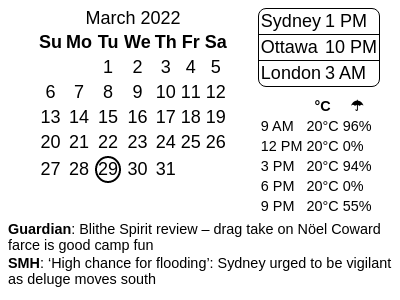 March 2022
Su Mo Tu We Th Fr Sa
1 2 3 4 5
6 7 8 9 10 11 12
13 14 15 16 17 18 19
20 21 22 23 24 25 26
27 28 29 30 31
Sydney 1 PM
Ottawa 10 PM
London 3 AM
°C ☂
9 AM 20°C 96%
12 PM 20°C 0%
3 PM 20°C 94%
6 PM 20°C 0%
9 PM 20°C 55%
Guardian: Blithe Spirit review – drag take on Nöel Coward
farce is good camp fun
SMH: ‘High chance for flooding’: Sydney urged to be vigilant
as deluge moves south